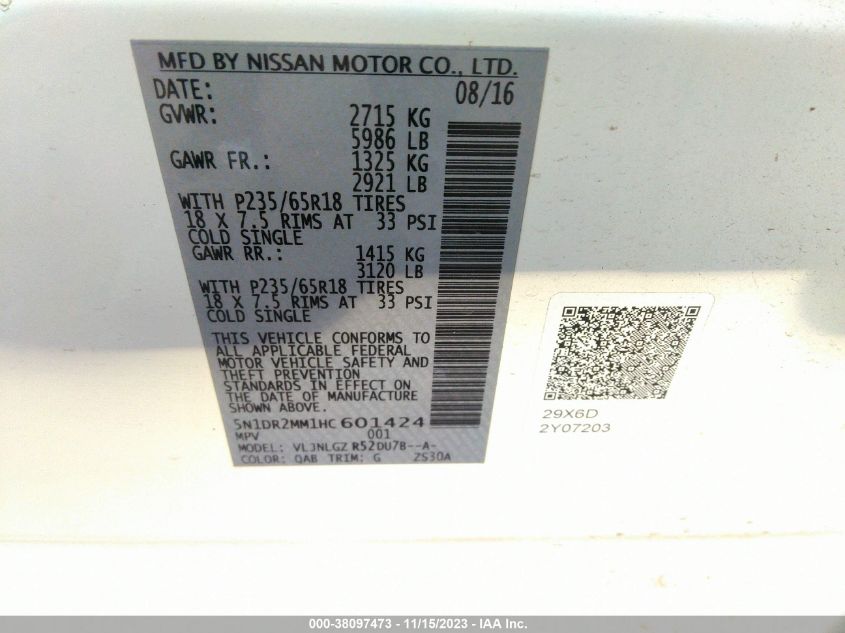 MFD BY NISSAN MOTOR CO., LTD.
DATE: 08/16
GVWR: 2715 KG
5986 LB
GAWR FR.: 1325 KG
2921 LB
WITH P235/65R18 TIRES
18 X 7.5 RIMS AT 33 PSI
COLD SINGLE
GAWR RR.: 1415 KG
3120 LB
WITH P235/65R18 TIRES
18 X 7.5 RIMS AT 33 PSI
COLD SINGLE
THIS VEHICLE CONFORMS TO
ALL APPLICABLE FEDERAL
MOTOR VEHICLE SAFETY AND
THEFT PREVENTION
STANDARDS IN EFFECT ON
THE DATE OF MANUFACTURE
SHOWN ABOVE.
5N1DR2MM1HC601424
MPV 001
MODEL: VLJNLGZ R52DU7B--A-
COLOR: QAB TRIM: G ZS30A
29X6D
2Y07203
000-38097473 - 11/15/2023 - IAA Inc.